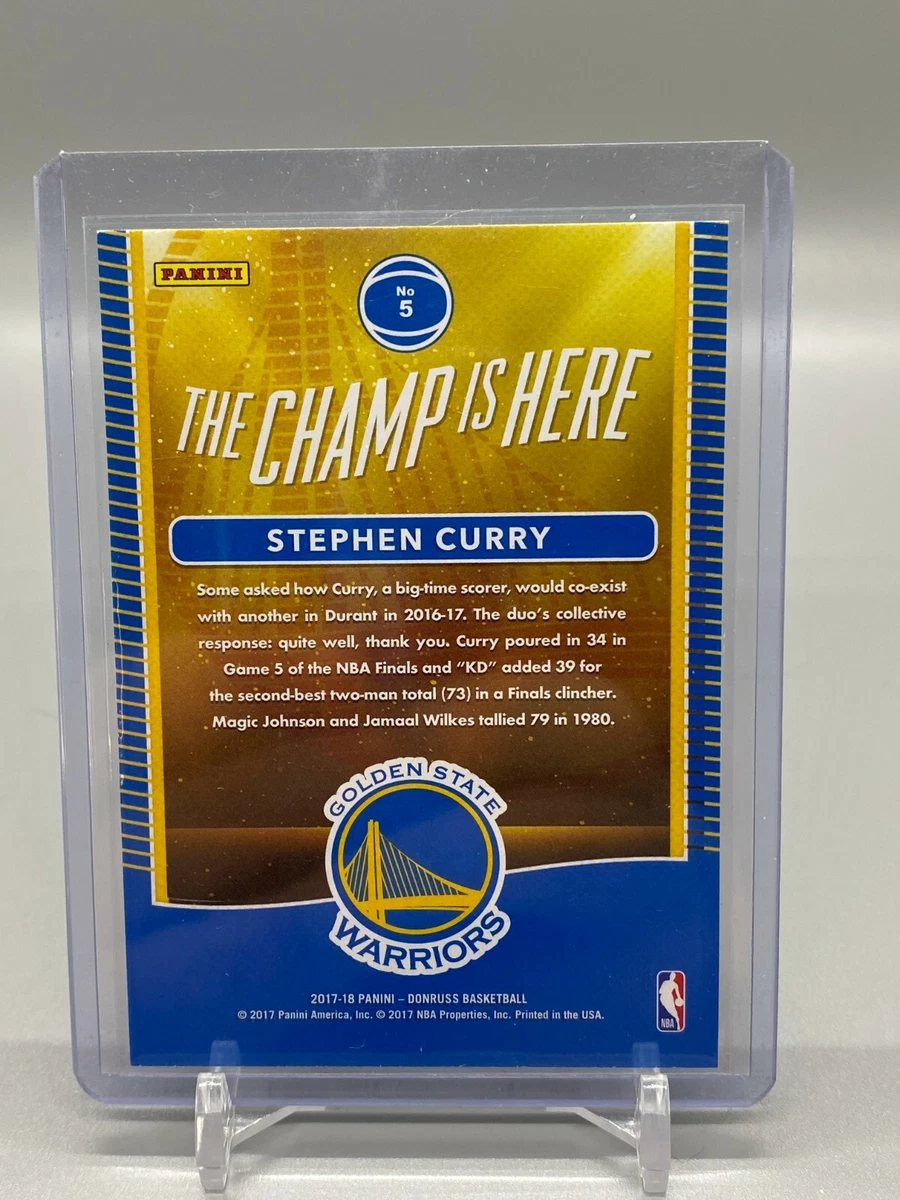 PANINI
No
5
THE CHAMP IS HERE
STEPHEN CURRY
Some asked how Curry, a big-time scorer, would co-exist
with another in Durant in 2016-17. The duo's collective
response: quite well, thank you. Curry poured in 34 in
Game 5 of the NBA Finals and "KD" added 39 for
the second-best two-man total (73) in a Finals clincher.
Magic Johnson and Jamaal Wilkes tallied 79 in 1980.
GOLDEN STATE
WARRIORS
2017-18 PANINI – DONRUSS BASKETBALL
© 2017 Panini America, Inc. © 2017 NBA Properties, Inc. Printed in the USA.
NBA